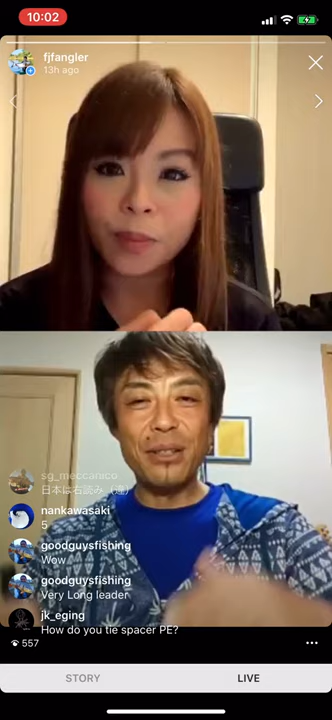 10:02
fjfangler
13h ago
sg_meccanico
日本は右読み（逆）
nankawasaki
5
goodguysfishing
Wow
goodguysfishing
Very Long leader
jk_eging
How do you tie spacer PE?
557
STORY
LIVE